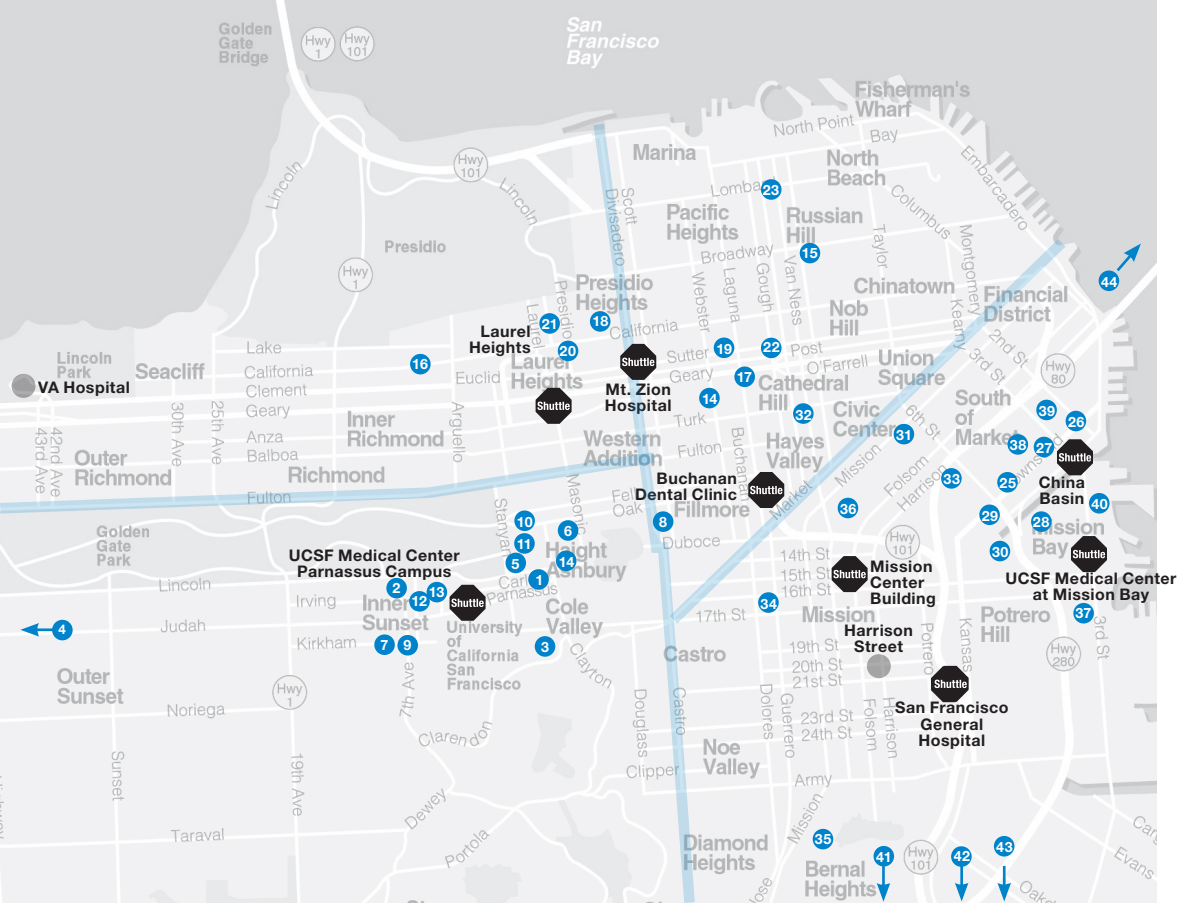 Golden
Gate
Bridge
Hwy
1
Hwy
101
San
Francisco
Bay
Fisherman's
Wharf
North Point
Bay
Embarcadero
Marina
North
Beach
Hwy
101
Lincoln
Lincoln
Scott
Divisadero
Lombard
23
Columbus
Pacific
Heights
Russian
Hill
Taylor
Montgomery
Presidio
Broadway
15
Hwy
1
Presidio
Heights
Presidio
Webster
Laguna
Gough
Van Ness
Chinatown
Kearny
Financial
District
44
Laurel
21
18
California
Nob
Hill
Laurel
Heights
20
Lake
16
California
Clement
Geary
Lincoln
Park
Seacliff
VA Hospital
Euclid
Laurel
Heights
Shuttle
Shuttle
Mt. Zion
Hospital
Sutter
19
22
Post
O'Farrell
Geary
17
14
Turk
Cathedral
Hill
32
Union
Square
2nd St
3rd St
Hwy
80
South
of
Market
39
26
6th St
38
27
Townsend
Shuttle
China
Basin
43rd Ave
42nd Ave
30th Ave
25th Ave
Arguello
Inner
Richmond
Anza
Balboa
Outer
Richmond
Richmond
Fulton
Western
Addition
Fulton
Buchanan
Hayes
Valley
Civic
Center
31
Mission
Folsom
Harrison
33
25
40
Buchanan
Dental Clinic
Shuttle
Market
Fillmore
Stanyan
Masonic
Fell
Oak
8
Duboce
36
29
28
Mission
Bay
30
Golden
Gate
Park
10
6
11
Haight
Ashbury
5
14
1
UCSF Medical Center
Parnassus Campus
Carl
Parnassus
Hwy
101
14th St
15th St
16th St
17th St
Shuttle
Mission
Center
Building
Shuttle
UCSF Medical Center
at Mission Bay
37
3rd St
Lincoln
Irving
2
12
13
Shuttle
Inner
Sunset
Cole
Valley
34
Mission
Potrero
Hill
4
Judah
Kirkham
7
9
University
of
California
San
Francisco
3
Clayton
Castro
Harrison
Street
19th St
20th St
21st St
Potrero
Kansas
Hwy
280
Outer
Sunset
Hwy
1
Noriega
7th Ave
Clarendon
Douglass
Castro
Dolores
Guerrero
Folsom
Harrison
23rd St
24th St
Shuttle
San Francisco
General
Hospital
Sunset
19th Ave
Noe
Valley
Clipper
Army
Dewey
Portola
Taraval
Mission
Diamond
Heights
35
Bernal
Heights
41
Hwy
101
42
43
Evans